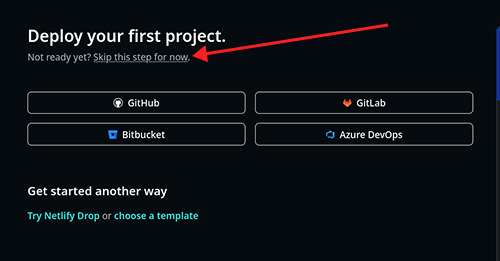 Deploy your first project.
Not ready yet? Skip this step for now.
GitHub
GitLab
Bitbucket
Azure DevOps
Get started another way
Try Netlify Drop or choose a template